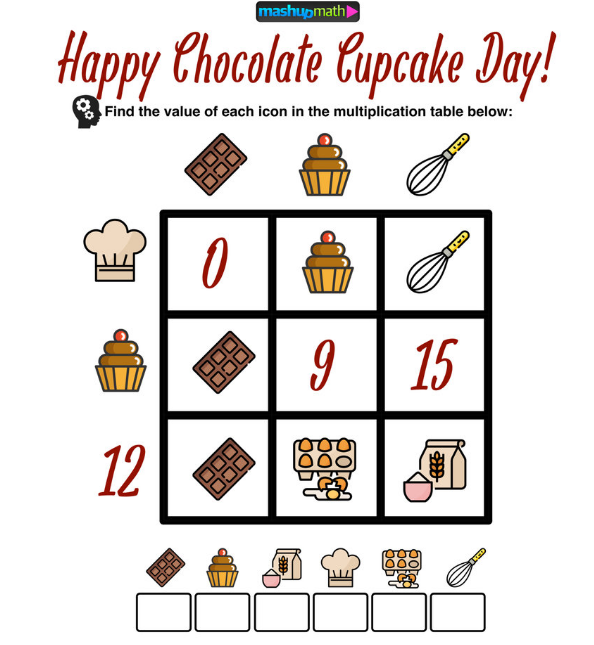 mashupmath
Happy Chocolate Cupcake Day!
Find the value of each icon in the multiplication table below:
0
9 15
12